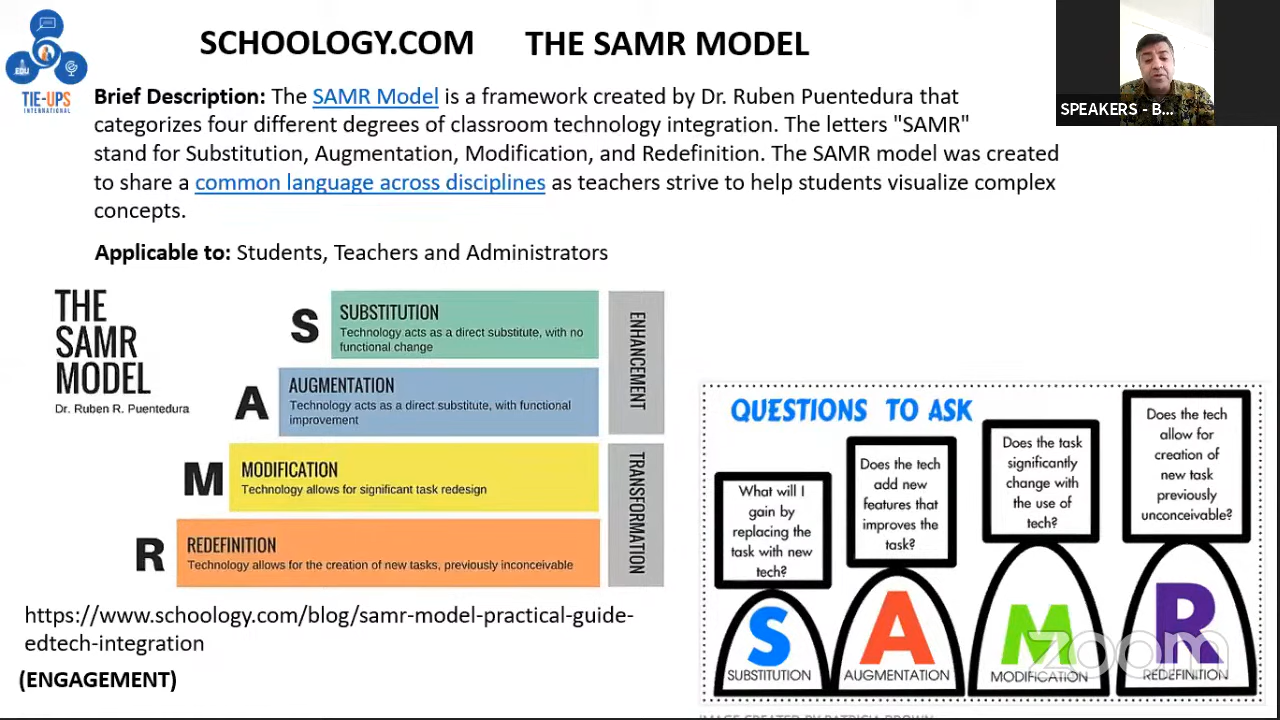 EDU
TIE-UPS
INTERNATIONAL
SCHOOLOGY.COM THE SAMR MODEL
SPEAKERS - B...
Brief Description: The SAMR Model is a framework created by Dr. Ruben Puentedura that
categorizes four different degrees of classroom technology integration. The letters "SAMR"
stand for Substitution, Augmentation, Modification, and Redefinition. The SAMR model was created
to share a common language across disciplines as teachers strive to help students visualize complex
concepts.
Applicable to: Students, Teachers and Administrators
THE
SAMR
MODEL
Dr. Ruben R. Puentedura
S
SUBSTITUTION
Technology acts as a direct substitute, with no
functional change
A
AUGMENTATION
Technology acts as a direct substitute, with functional
improvement
ENHANCEMENT
M
MODIFICATION
Technology allows for significant task redesign
R
REDEFINITION
Technology allows for the creation of new tasks, previously inconceivable
TRANSFORMATION
https://www.schoology.com/blog/samr-model-practical-guide-
edtech-integration
(ENGAGEMENT)
QUESTIONS TO ASK
What will I
gain by
replacing the
task with new
tech?
S
SUBSTITUTION
Does the tech
add new
features that
improves the
task?
A
AUGMENTATION
Does the task
significantly
change with
the use of
tech?
M
MODIFICATION
Does the tech
allow for
creation of
new task
previously
unconceivable?
R
REDEFINITION
zoom
IMAGE CREATED BY PATRICIA BROWN